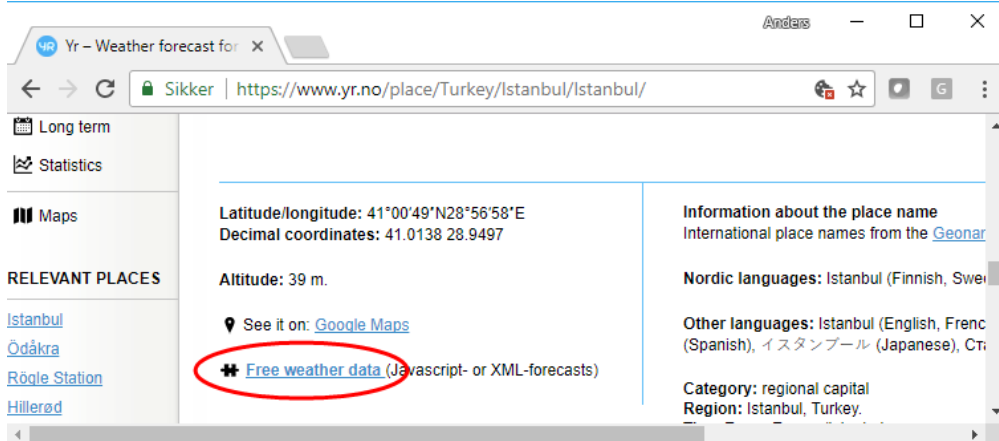 Anders
Yr – Weather forecast for
Sikker | https://www.yr.no/place/Turkey/Istanbul/Istanbul/
G
Long term
Statistics
Maps
RELEVANT PLACES
Istanbul
Ödåkra
Rögle Station
Hillerød
Latitude/longitude: 41°00'49"N28°56'58"E
Decimal coordinates: 41.0138 28.9497
Altitude: 39 m.
See it on: Google Maps
Free weather data (Javascript- or XML-forecasts)
Information about the place name
International place names from the Geonar
Nordic languages: Istanbul (Finnish, Swe
Other languages: Istanbul (English, Frenc
(Spanish), イスタンブール (Japanese), Ста
Category: regional capital
Region: Istanbul, Turkey.